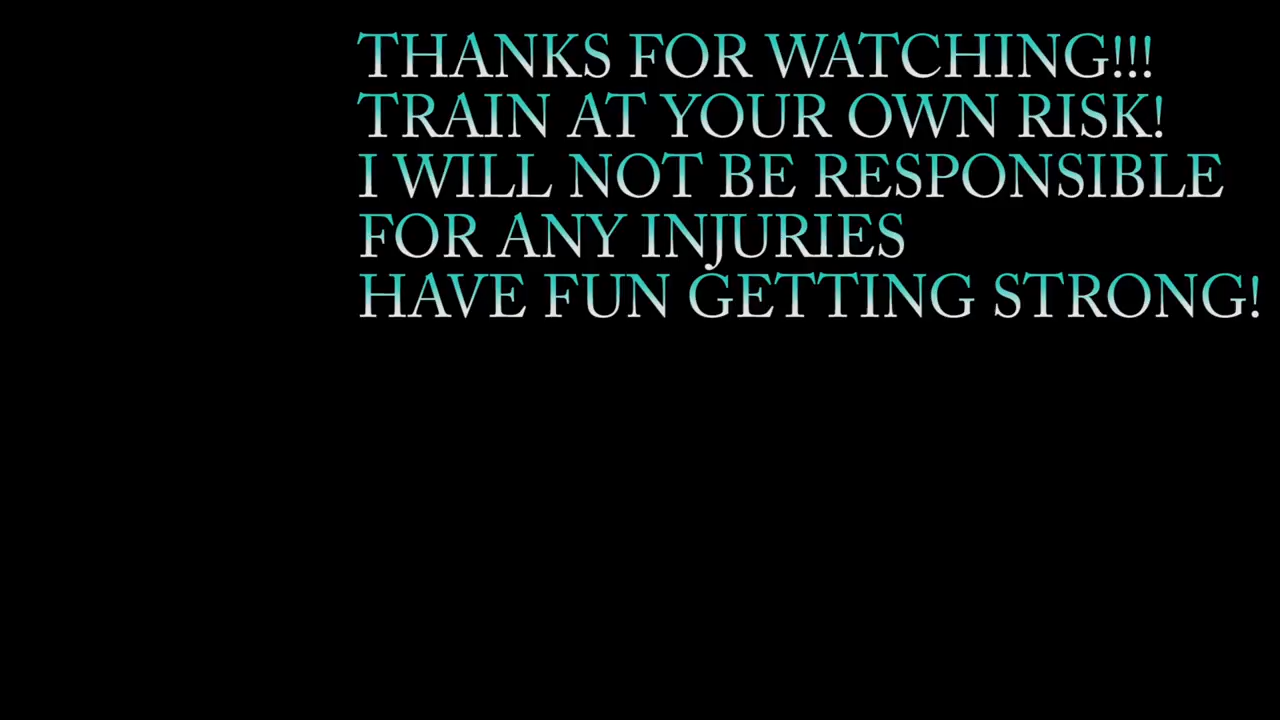 THANKS FOR WATCHING!!!
TRAIN AT YOUR OWN RISK!
I WILL NOT BE RESPONSIBLE
FOR ANY INJURIES
HAVE FUN GETTING STRONG!